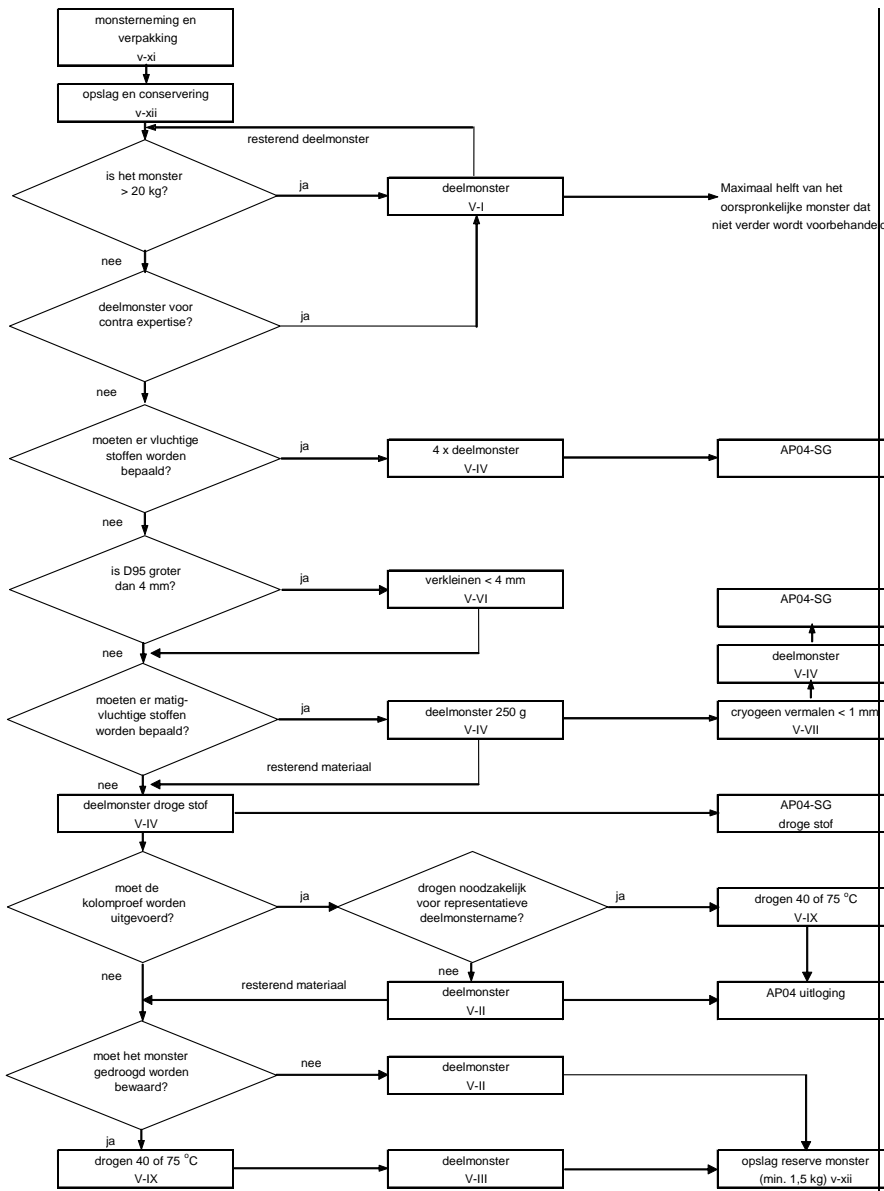 monsterneming en
verpakking
v-xi
opslag en conservering
v-xii
resterend deelmonster
is het monster
> 20 kg?
ja
deelmonster
V-I
Maximaal helft van het
oorspronkelijke monster dat
niet verder wordt voorbehandeld
nee
deelmonster voor
contra expertise?
ja
nee
moeten er vluchtige
stoffen worden
bepaald?
ja
4 x deelmonster
V-IV
AP04-SG
nee
is D95 groter
dan 4 mm?
ja
verkleinen < 4 mm
V-VI
AP04-SG
nee
deelmonster
V-IV
moeten er matig-
vluchtige stoffen
worden bepaald?
ja
deelmonster 250 g
V-IV
cryogeen vermalen < 1 mm
V-VII
resterend materiaal
nee
deelmonster droge stof
V-IV
AP04-SG
droge stof
moet de
kolomproef worden
uitgevoerd?
ja
drogen noodzakelijk
voor representatieve
deelmonstername?
ja
drogen 40 of 75 °C
V-IX
nee
nee
resterend materiaal
deelmonster
V-II
AP04 uitloging
moet het monster
gedroogd worden
bewaard?
nee
deelmonster
V-II
ja
drogen 40 of 75 °C
V-IX
deelmonster
V-III
opslag reserve monster
(min. 1,5 kg) v-xii